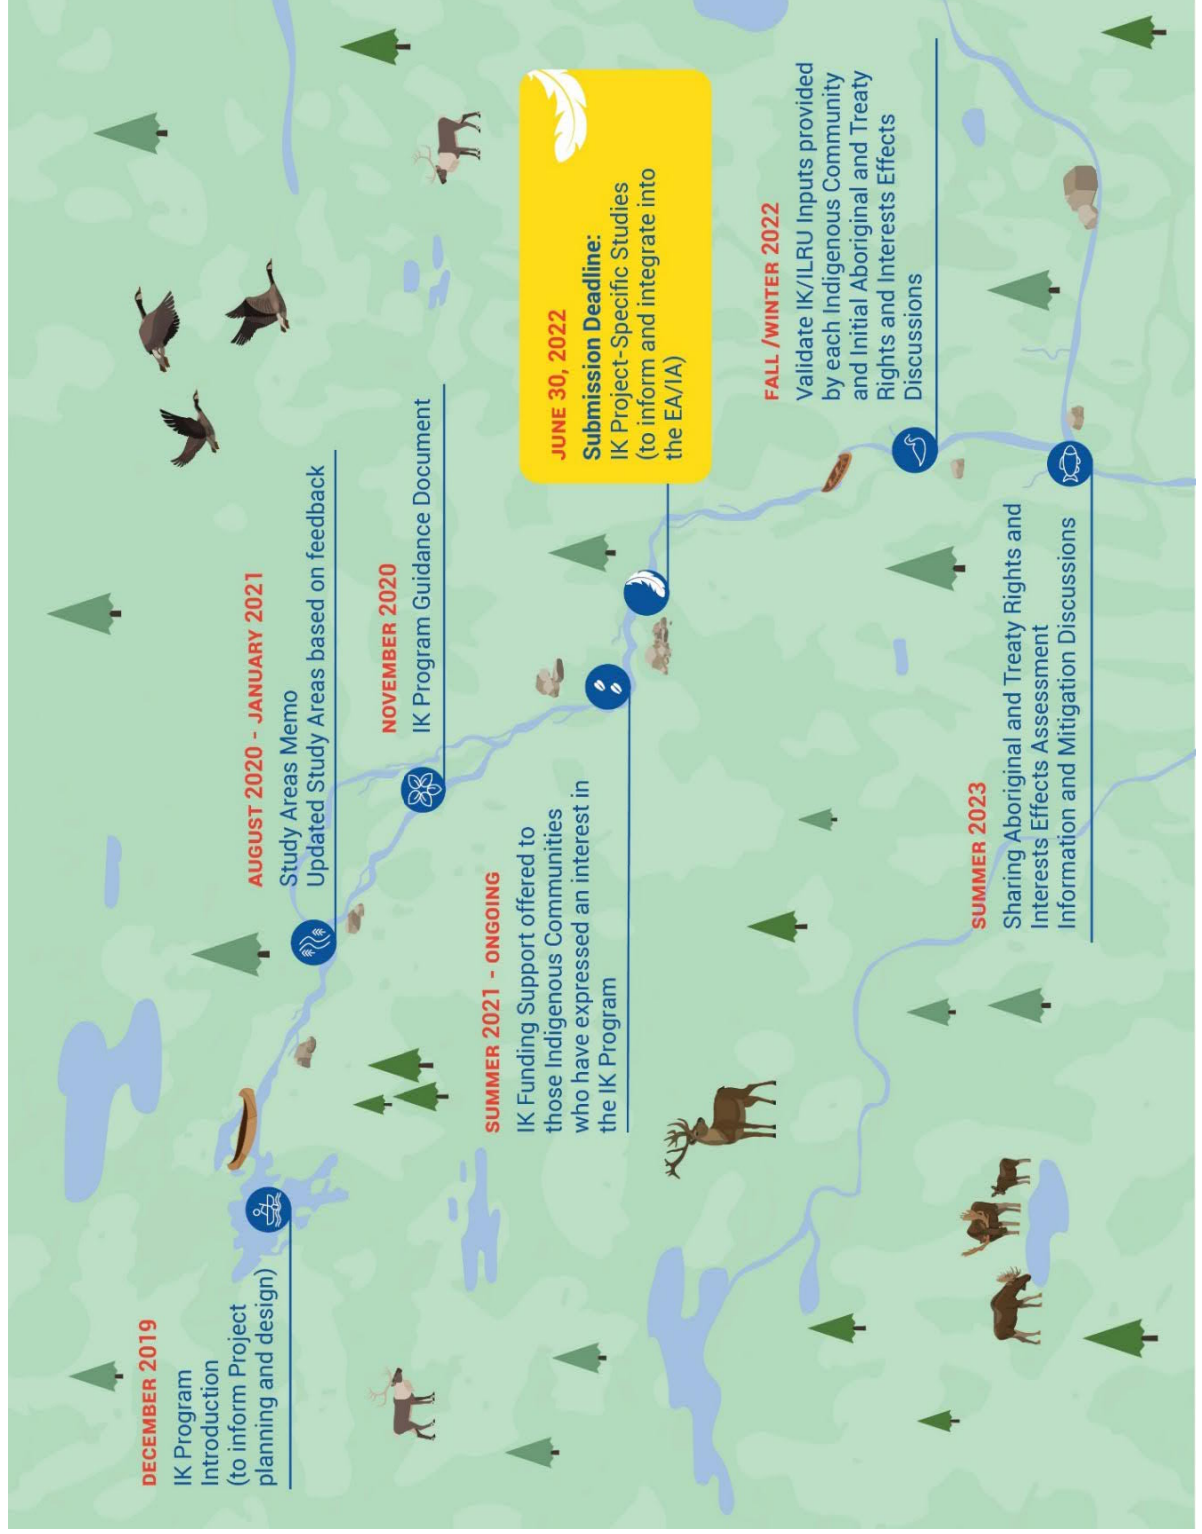 DECEMBER 2019
IK Program
Introduction
(to inform Project
planning and design)
AUGUST 2020 - JANUARY 2021
Study Areas Memo
Updated Study Areas based on feedback
NOVEMBER 2020
IK Program Guidance Document
SUMMER 2021 - ONGOING
IK Funding Support offered to
those Indigenous Communities
who have expressed an interest in
the IK Program
JUNE 30, 2022
Submission Deadline:
IK Project-Specific Studies
(to inform and integrate into
the EA/IA)
FALL /WINTER 2022
Validate IK/ILRU Inputs provided
by each Indigenous Community
and Initial Aboriginal and Treaty
Rights and Interests Effects
Discussions
SUMMER 2023
Sharing Aboriginal and Treaty Rights and
Interests Effects Assessment
Information and Mitigation Discussions